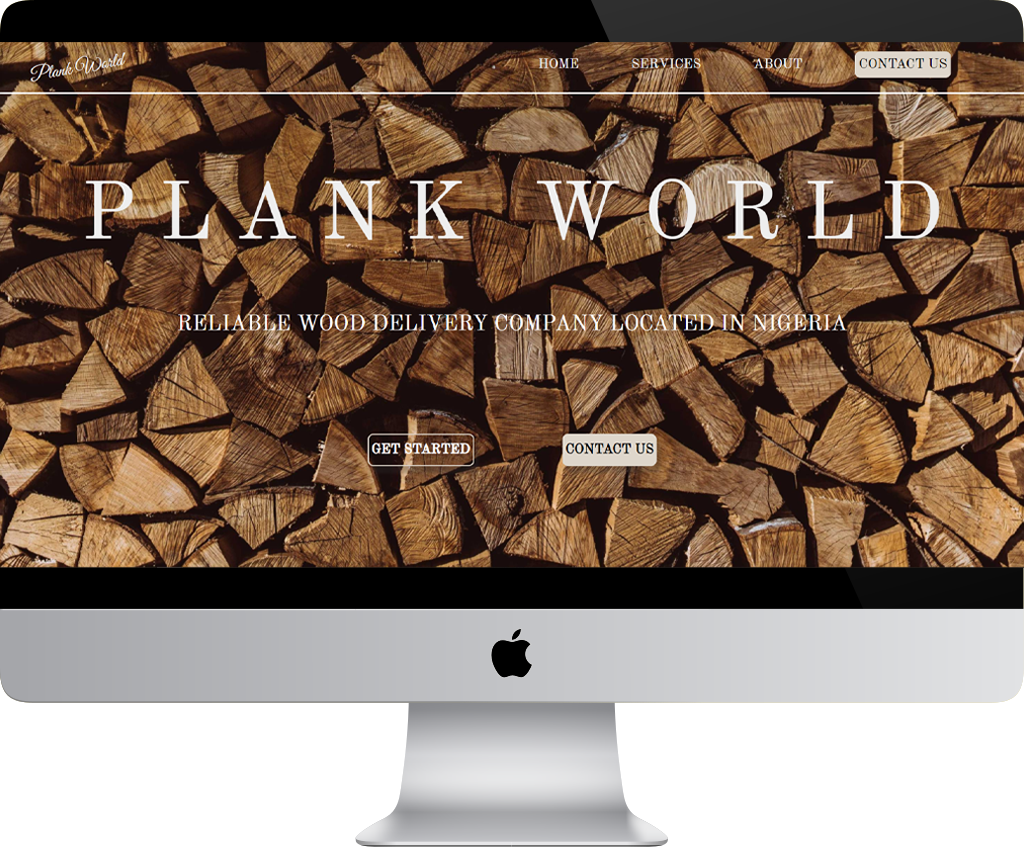 Plank World
HOME SERVICES ABOUT CONTACT US
PLANK WORLD
RELIABLE WOOD DELIVERY COMPANY LOCATED IN NIGERIA
GET STARTED CONTACT US